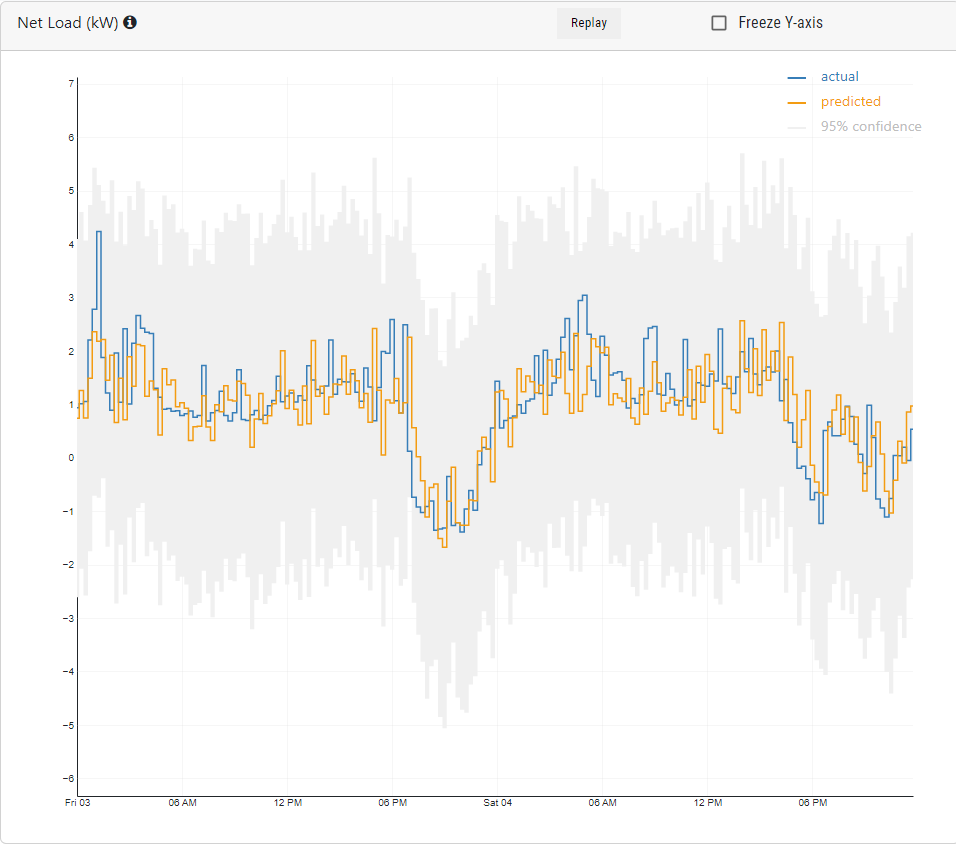 Net Load (kW)
Replay
Freeze Y-axis
actual
predicted
95% confidence
7
6
5
4
3
2
1
0
−1
−2
−3
−4
−5
−6
Fri 03 06 AM 12 PM 06 PM Sat 04 06 AM 12 PM 06 PM